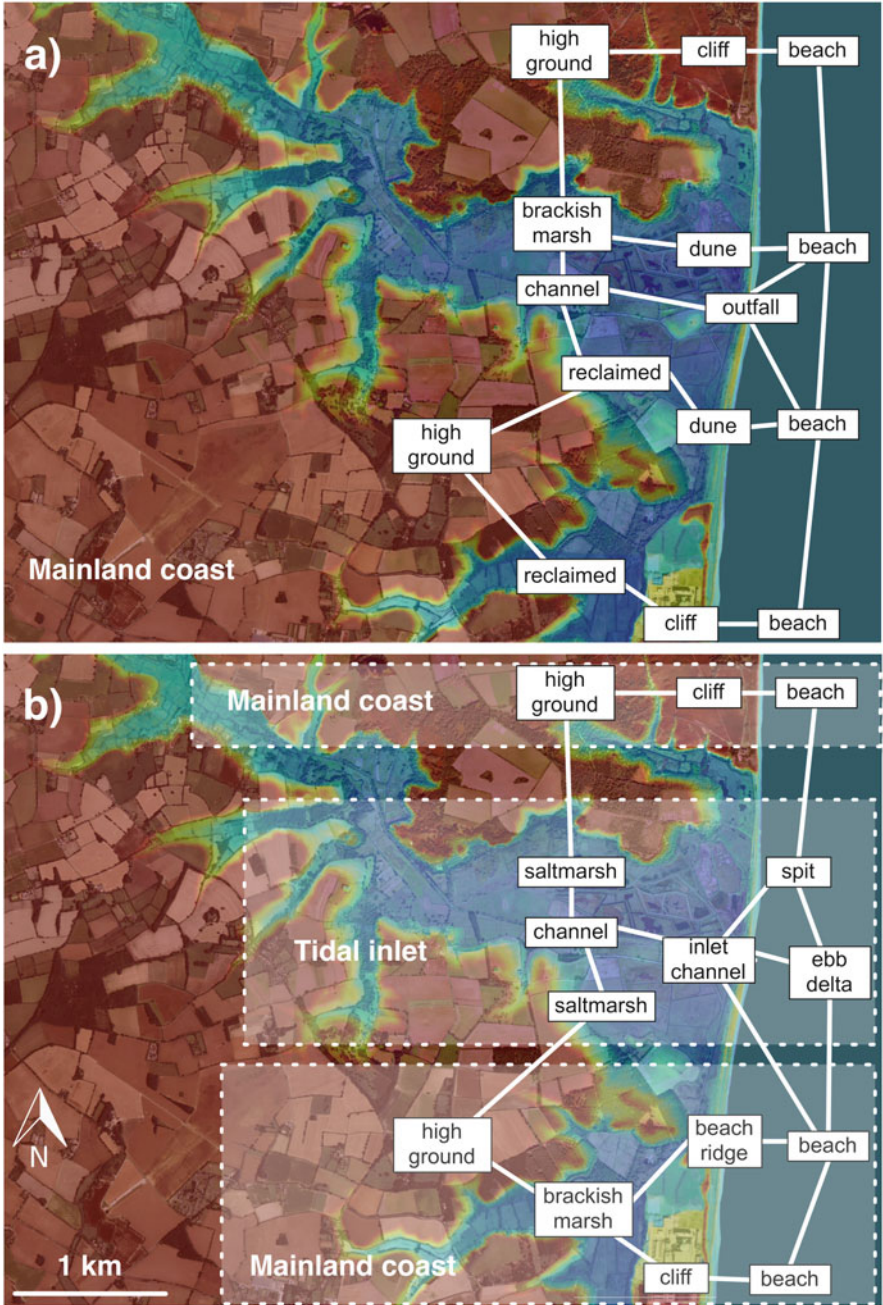 a)
high
ground
cliff
beach
brackish
marsh
dune
beach
channel
outfall
reclaimed
dune
beach
high
ground
Mainland coast
reclaimed
cliff
beach
b)
Mainland coast
high
ground
cliff
beach
saltmarsh
spit
Tidal inlet
channel
inlet
channel
ebb
delta
saltmarsh
N
high
ground
beach
ridge
beach
brackish
marsh
1 km
Mainland coast
cliff
beach